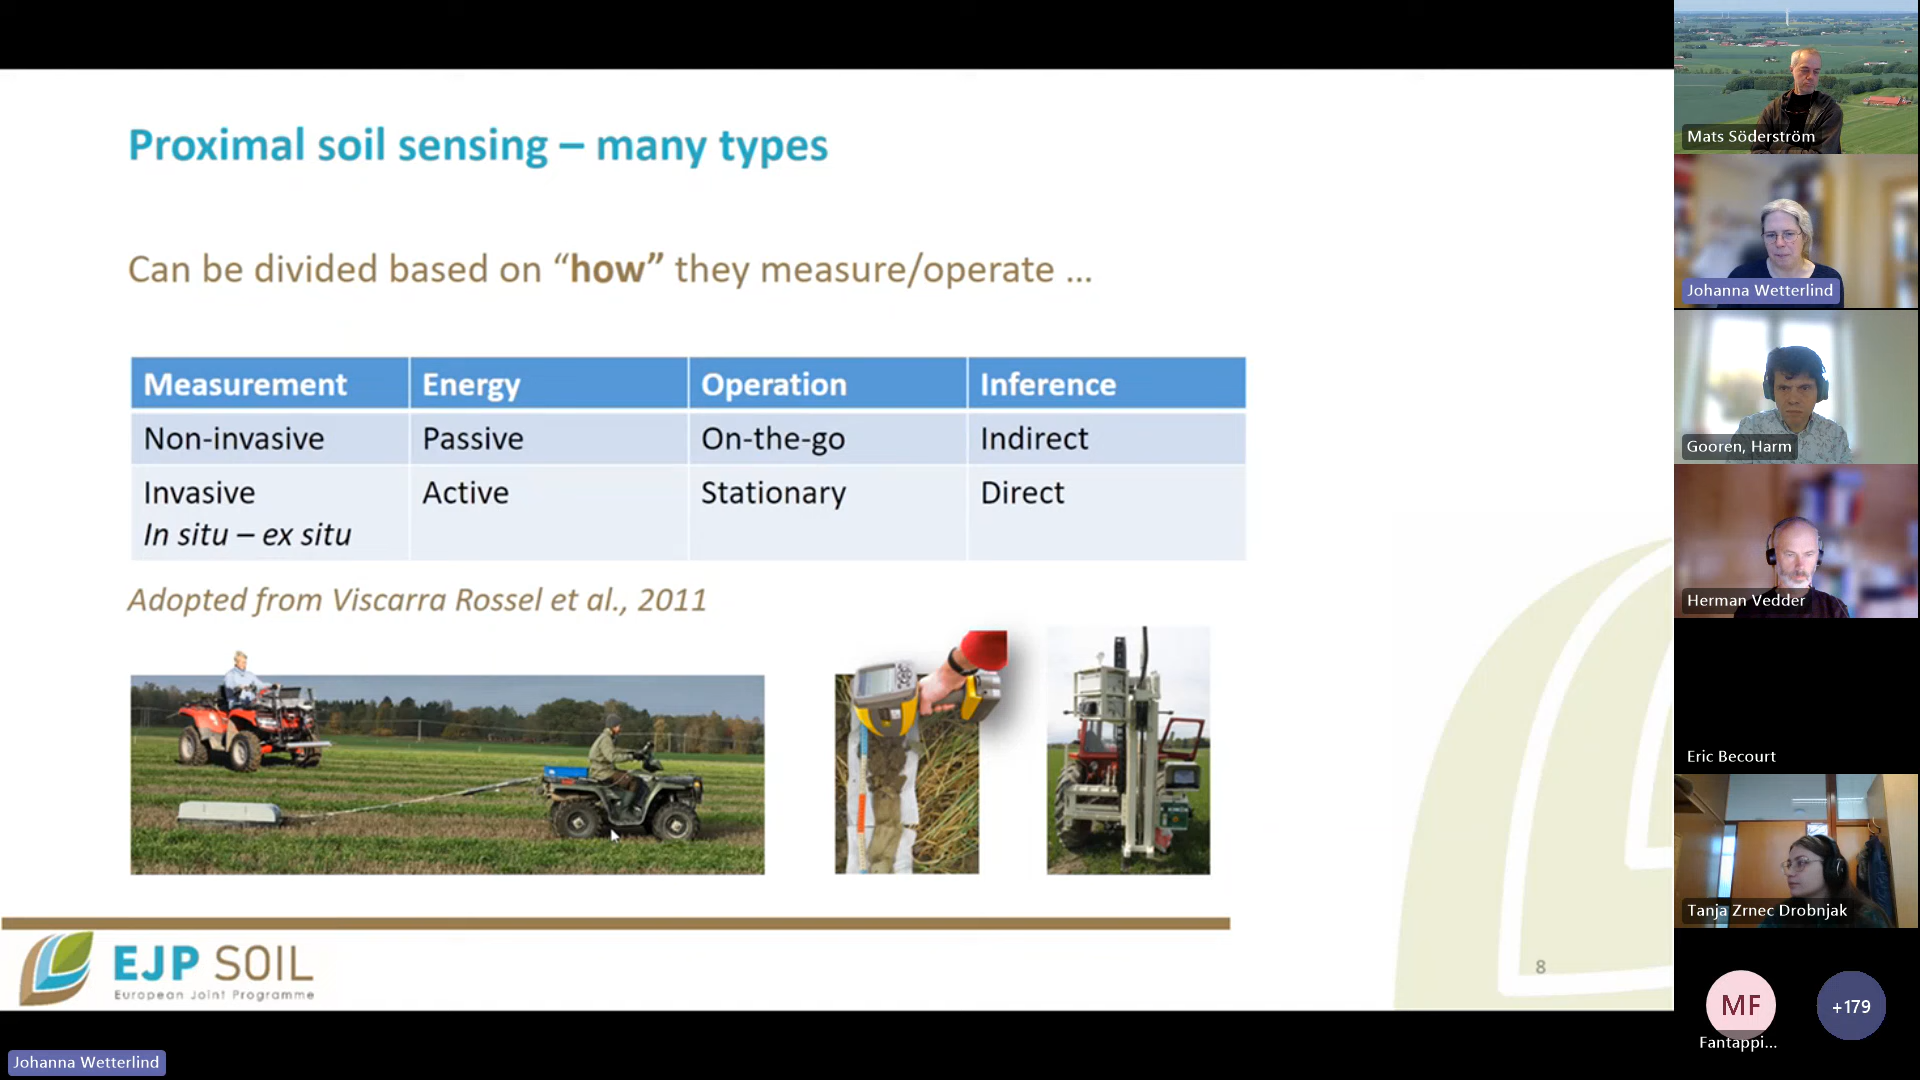 Proximal soil sensing – many types
Can be divided based on “how” they measure/operate ...
Measurement Energy Operation Inference
Non-invasive Passive On-the-go Indirect
Invasive Active Stationary Direct
In situ – ex situ
Adopted from Viscarra Rossel et al., 2011
EJP SOIL
European Joint Programme
8
Johanna Wetterlind
Mats Söderström
Johanna Wetterlind
Gooren, Harm
Herman Vedder
Eric Becourt
Tanja Zrnec Drobnjak
MF
+179
Fantappi...